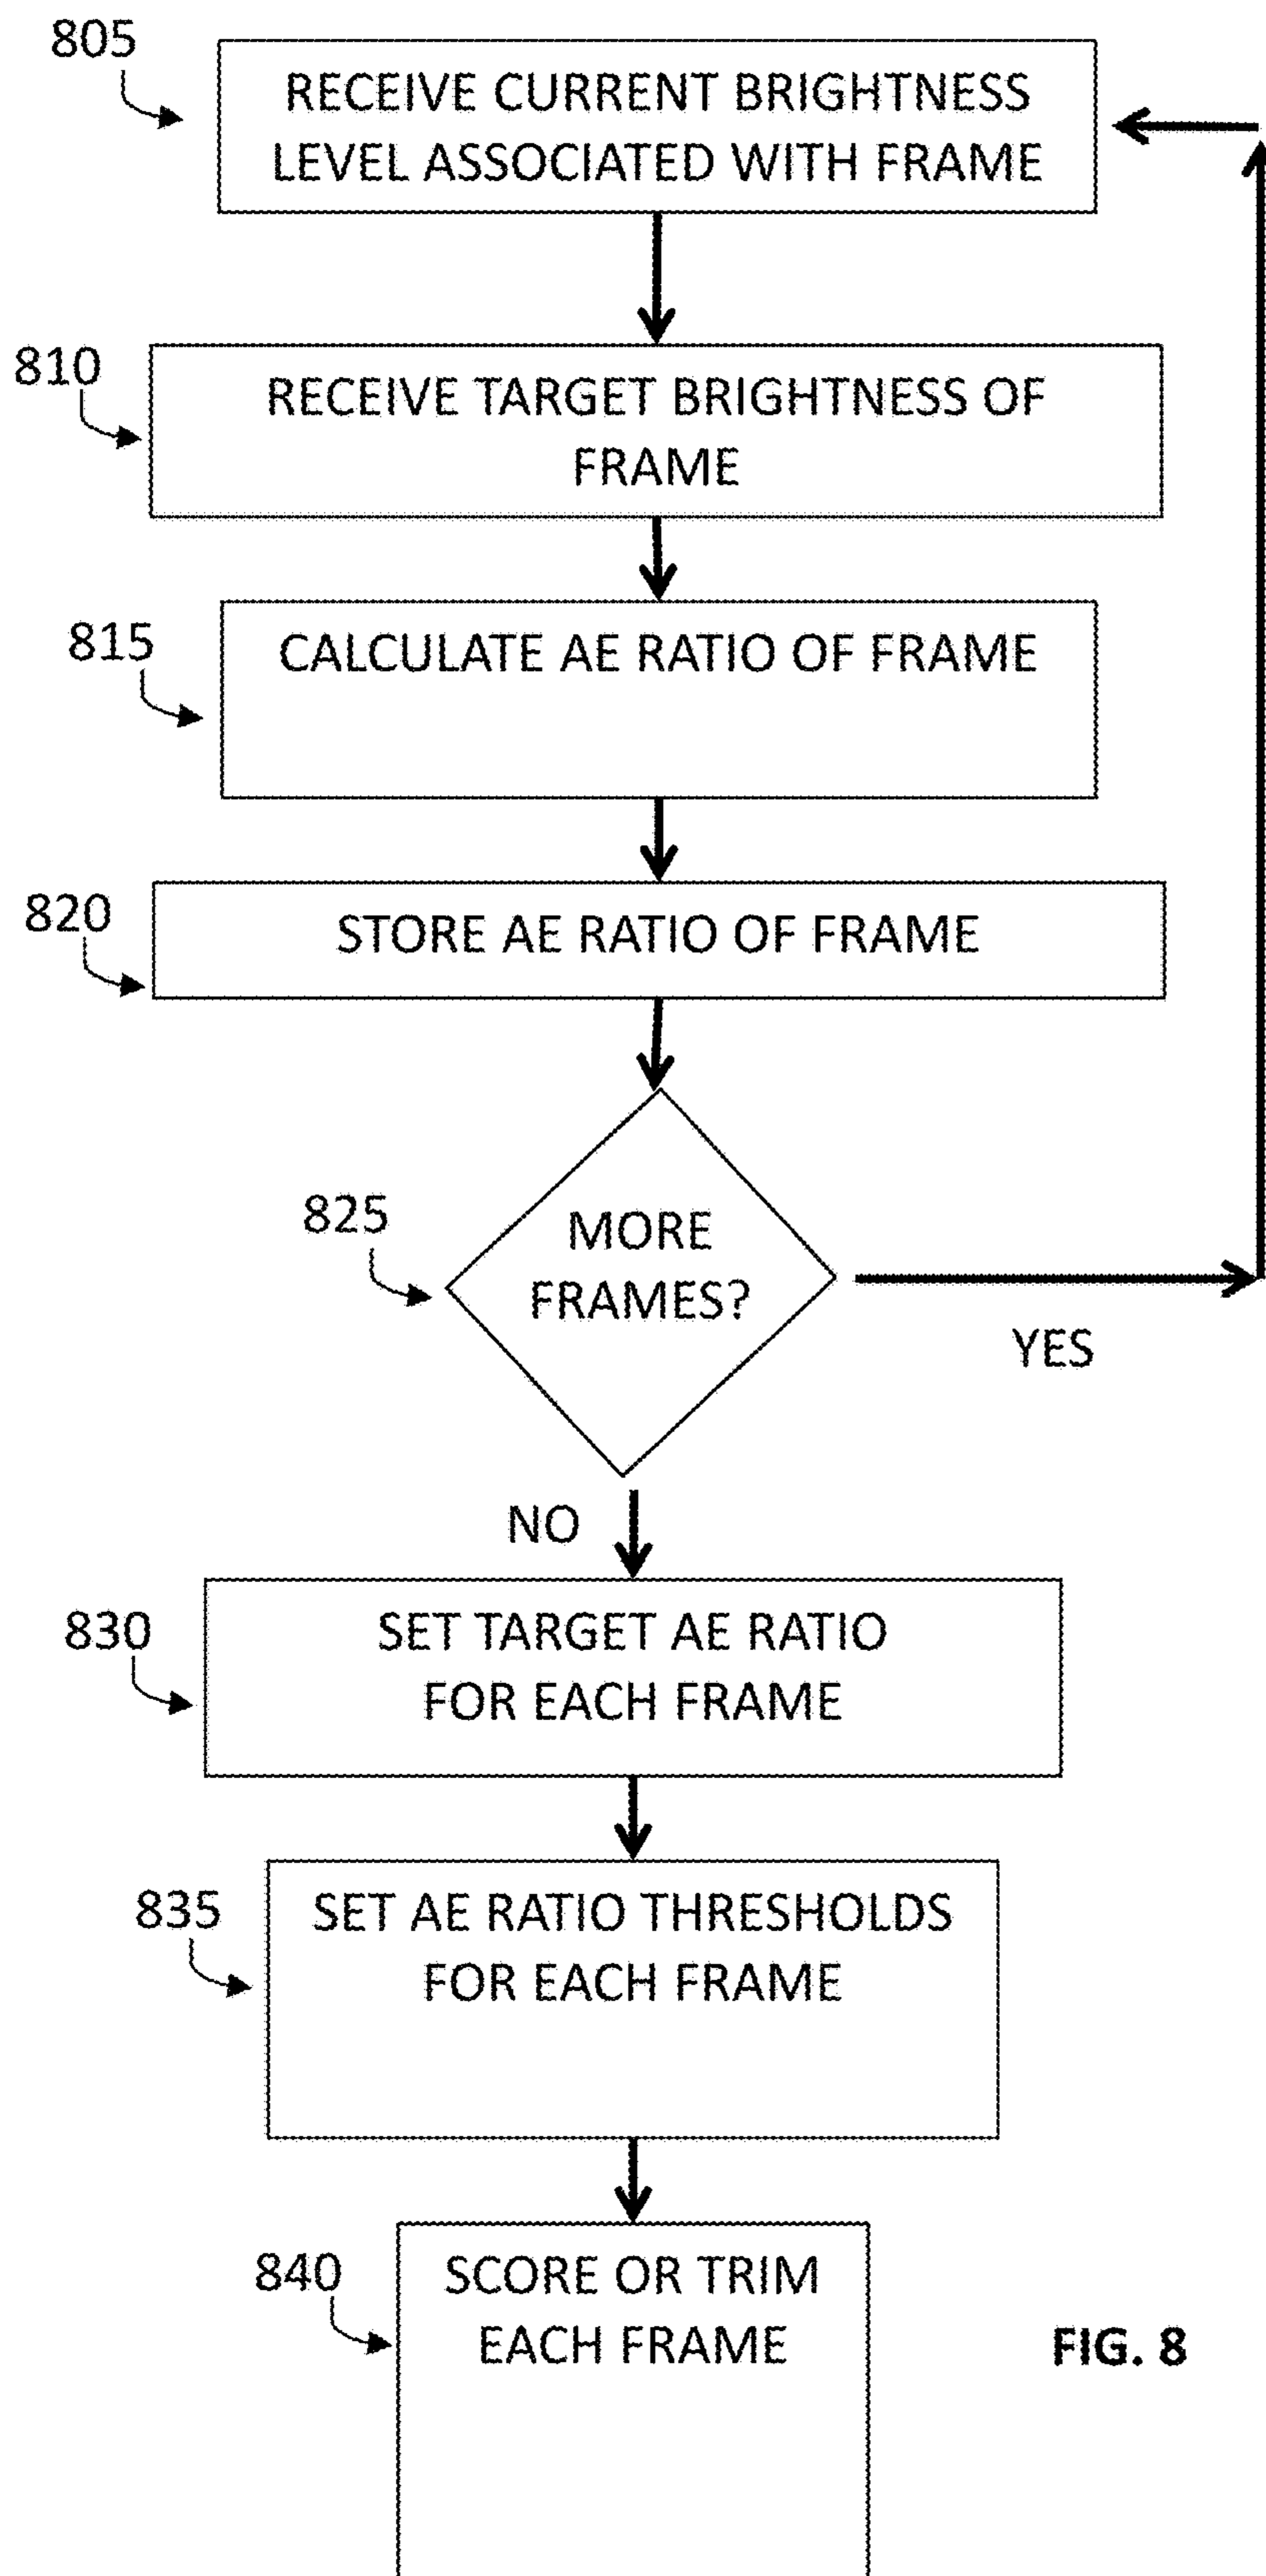 805
RECEIVE CURRENT BRIGHTNESS
LEVEL ASSOCIATED WITH FRAME
810
RECEIVE TARGET BRIGHTNESS OF
FRAME
815
CALCULATE AE RATIO OF FRAME
820
STORE AE RATIO OF FRAME
825
MORE
FRAMES?
YES
NO
830
SET TARGET AE RATIO
FOR EACH FRAME
835
SET AE RATIO THRESHOLDS
FOR EACH FRAME
840
SCORE OR TRIM
EACH FRAME
FIG. 8